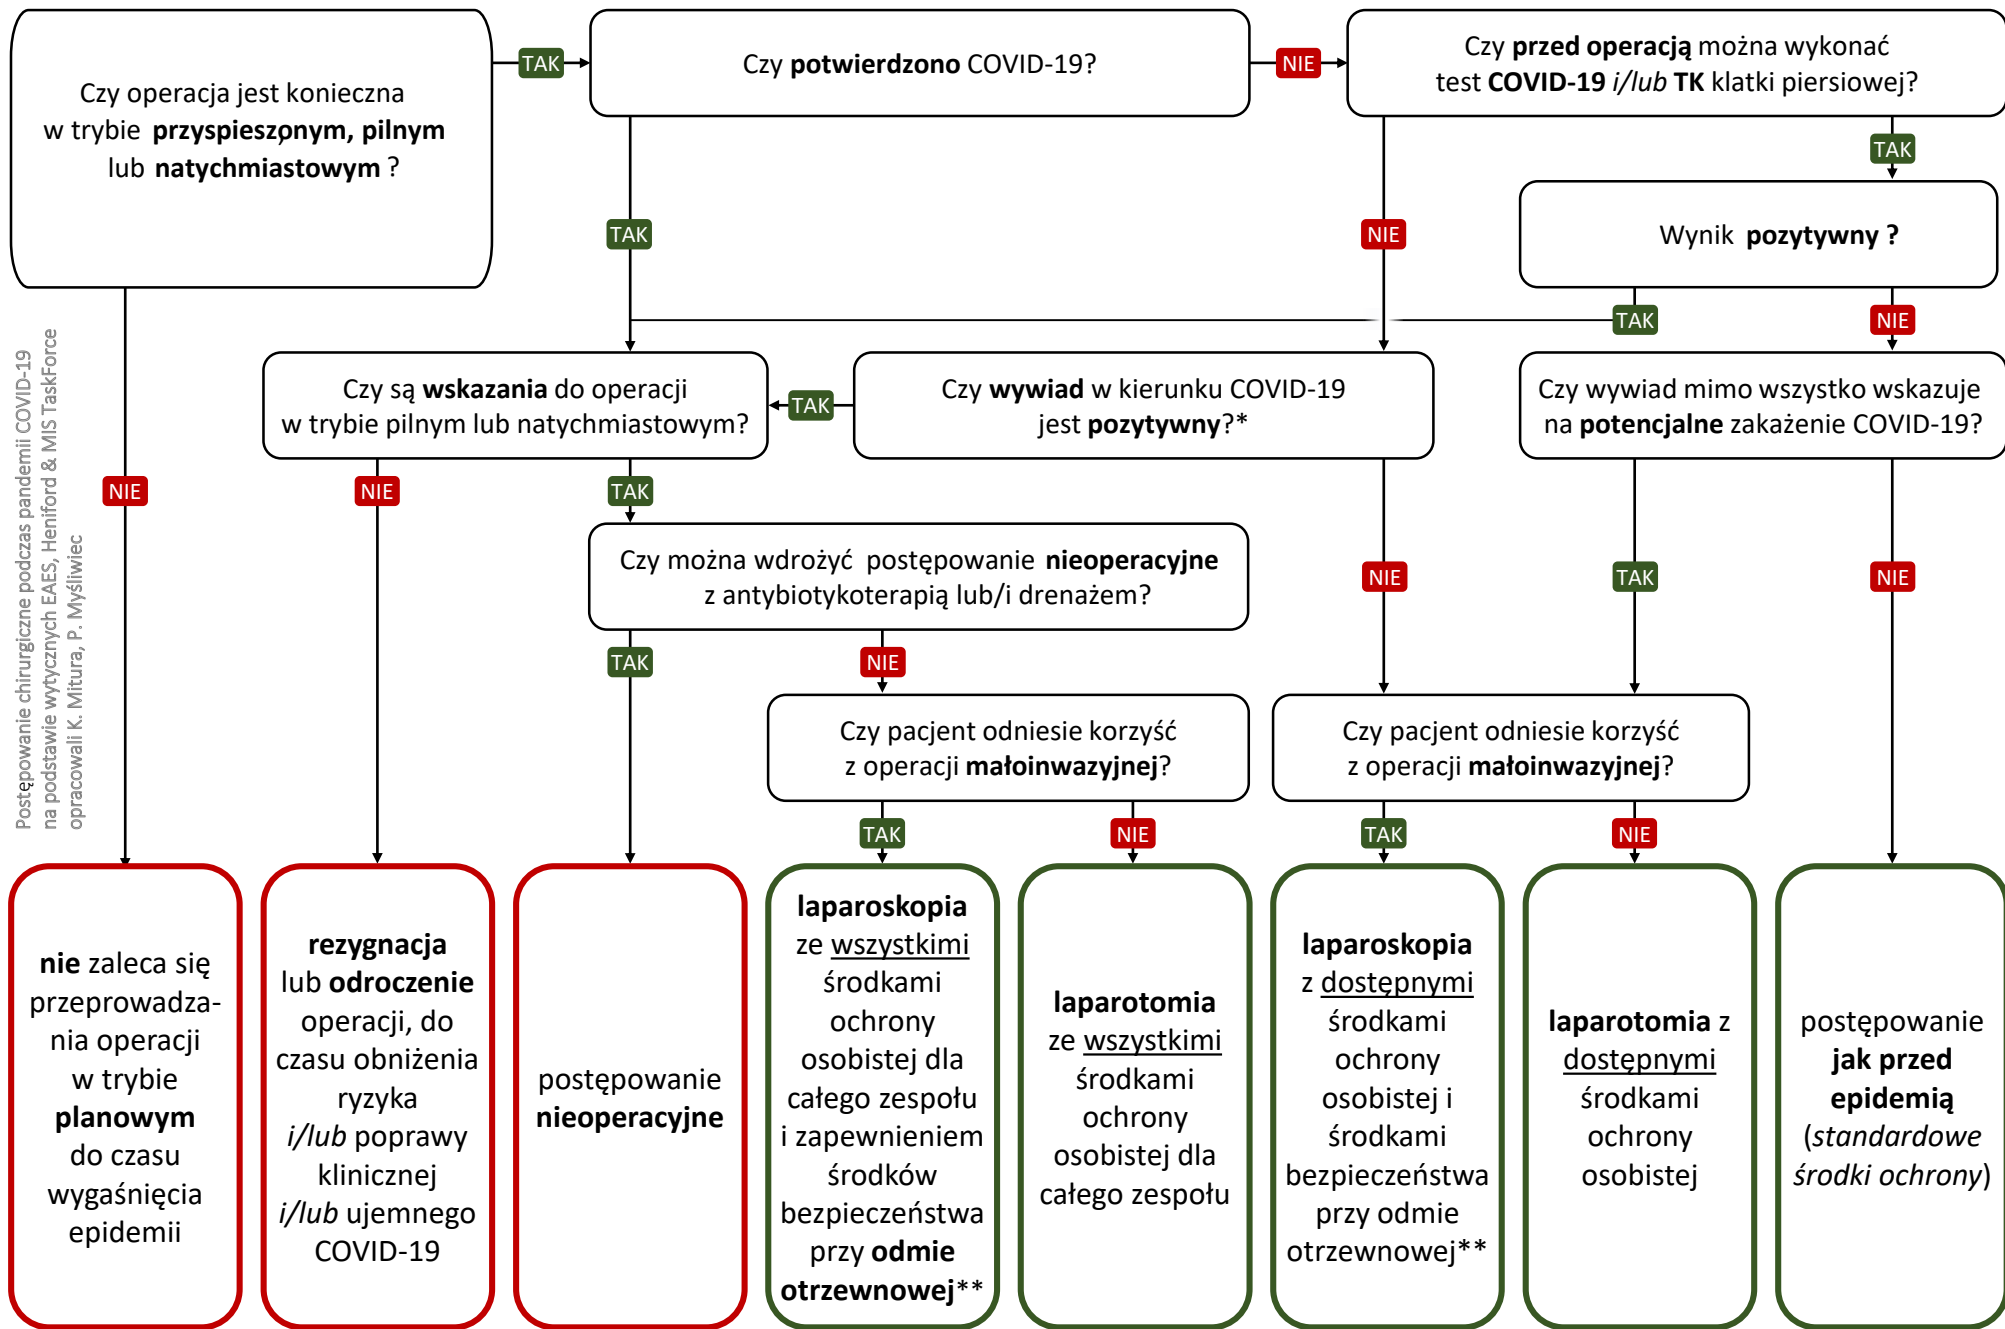 Czy operacja jest konieczna
w trybie przyspieszonym, pilnym
lub natychmiastowym ?
TAK
Czy potwierdzono COVID-19?
NIE
Czy przed operacją można wykonać
test COVID-19 i/lub TK klatki piersiowej?
TAK
TAK
NIE
Wynik pozytywny ?
TAK
NIE
Czy są wskazania do operacji
w trybie pilnym lub natychmiastowym?
TAK
Czy wywiad w kierunku COVID-19
jest pozytywny?*
Czy wywiad mimo wszystko wskazuje
na potencjalne zakażenie COVID-19?
NIE
NIE
TAK
Czy można wdrożyć postępowanie nieoperacyjne
z antybiotykoterapią lub/i drenażem?
NIE
TAK
NIE
TAK
NIE
Czy pacjent odniesie korzyść
z operacji małoinwazyjnej?
Czy pacjent odniesie korzyść
z operacji małoinwazyjnej?
TAK
NIE
TAK
NIE
Postępowanie chirurgiczne podczas pandemii COVID-19
na podstawie wytycznych EAES, Heniford & MIS TaskForce
opracowali K. Mitura, P. Myśliwiec
nie zaleca się
przeprowadza-
nia operacji
w trybie
planowym
do czasu
wygaśnięcia
epidemii
rezygnacja
lub odroczenie
operacji, do
czasu obniżenia
ryzyka
i/lub poprawy
klinicznej
i/lub ujemnego
COVID-19
postępowanie
nieoperacyjne
laparoskopia
ze wszystkimi
środkami
ochrony
osobistej dla
całego zespołu
i zapewnieniem
środków
bezpieczeństwa
przy odmie
otrzewnowej**
laparotomia
ze wszystkimi
środkami
ochrony
osobistej dla
całego zespołu
laparoskopia
z dostępnymi
środkami
ochrony
osobistej i
środkami
bezpieczeństwa
przy odmie
otrzewnowej**
laparotomia z
dostępnymi
środkami
ochrony
osobistej
postępowanie
jak przed
epidemią
(standardowe
środki ochrony)